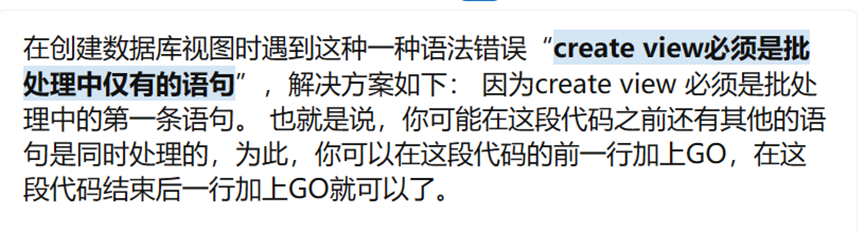 在创建数据库视图时遇到这种一种语法错误“create view必须是批
处理中仅有的语句”，解决方案如下： 因为create view 必须是批处
理中的第一条语句。 也就是说，你可能在这段代码之前还有其他的语
句是同时处理的，为此，你可以在这段代码的前一行加上GO，在这
段代码结束后一行加上GO就可以了。